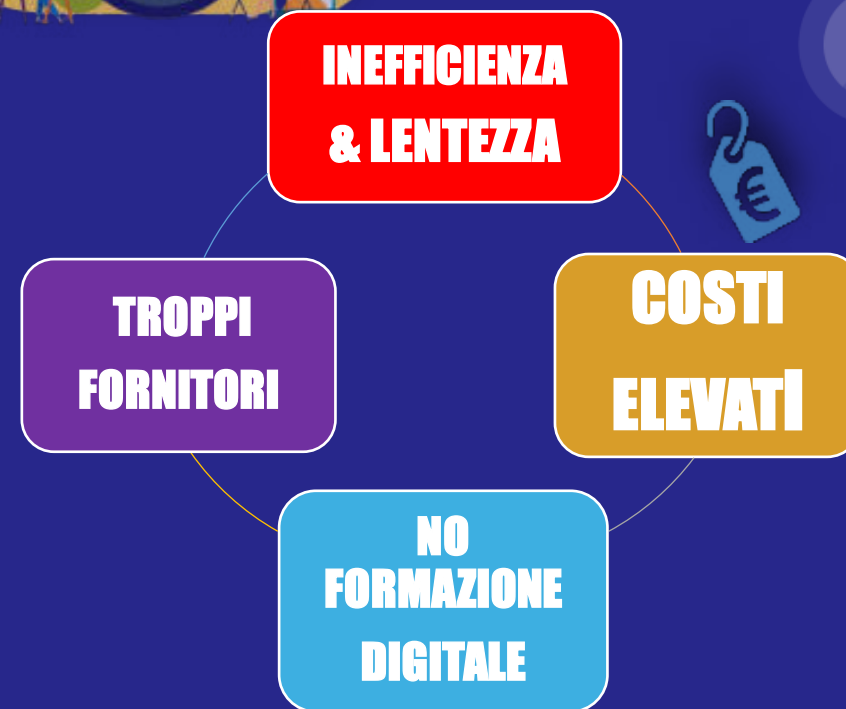 INEFFICIENZA
& LENTEZZA
TROPPI
FORNITORI
COSTI
ELEVATI
NO
FORMAZIONE
DIGITALE
€